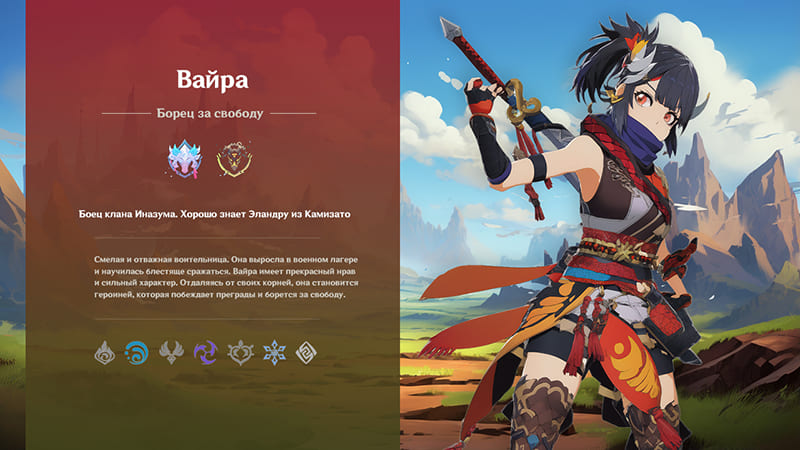 Вайра
Борец за свободу
Боец клана Иназума. Хорошо знает Эландру из Камизато
Смелая и отважная воительница. Она выросла в военном лагере
и научилась блестяще сражаться. Вайра имеет прекрасный нрав
и сильный характер. Отдаляясь от своих корней, она становится
героиней, которая побеждает преграды и борется за свободу.